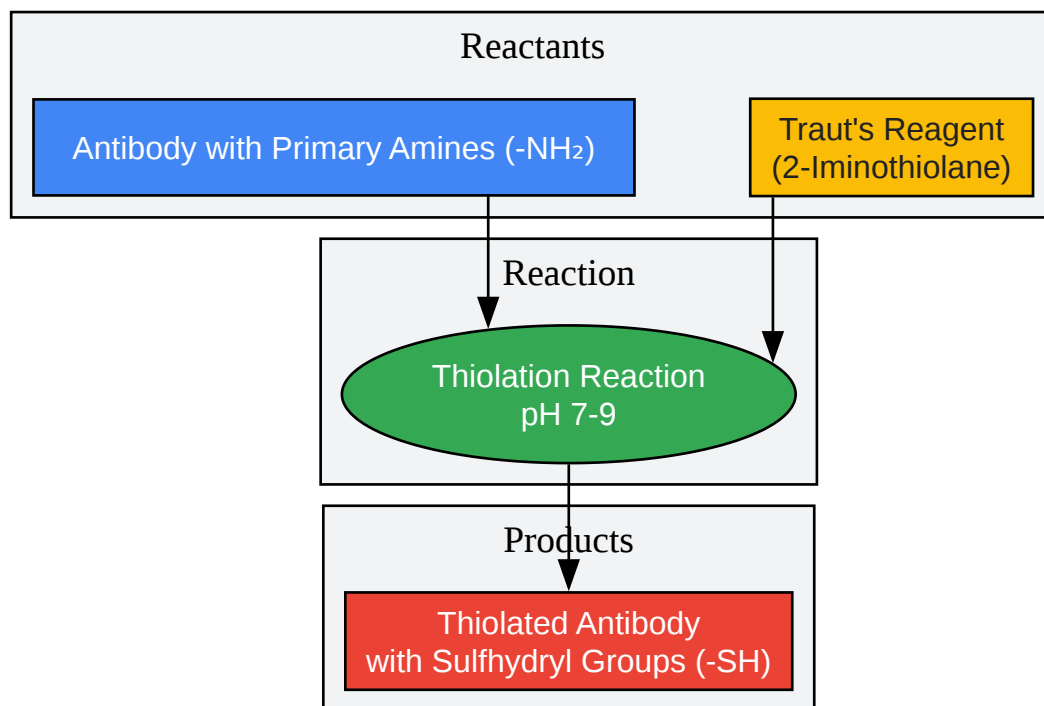 Reactants
Antibody with Primary Amines (-NH₂)
Traut's Reagent
(2-Iminothiolane)
Reaction
Thiolation Reaction
pH 7-9
Products
Thiolated Antibody
with Sulfhydryl Groups (-SH)